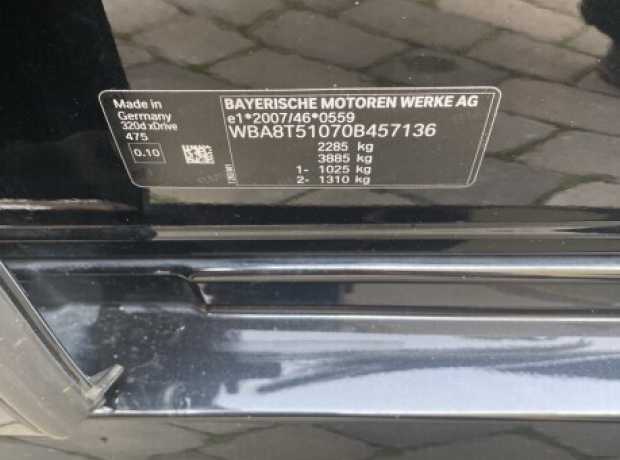 Made in
Germany
320d xDrive
475
0.10
BAYERISCHE MOTOREN WERKE AG
e1*2007/46*0559
WBA8T51070B457136
2285 kg
3885 kg
1- 1025 kg
2- 1310 kg